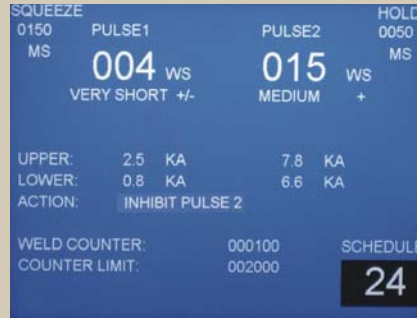 SQUEEZE HOLD
0150 PULSE1 PULSE2 0050
MS MS
004 WS 015 WS
VERY SHORT +/- MEDIUM +
UPPER: 2.5 KA 7.8 KA
LOWER: 0.8 KA 6.6 KA
ACTION: INHIBIT PULSE 2
WELD COUNTER: 000100 SCHEDULE
COUNTER LIMIT: 002000 24